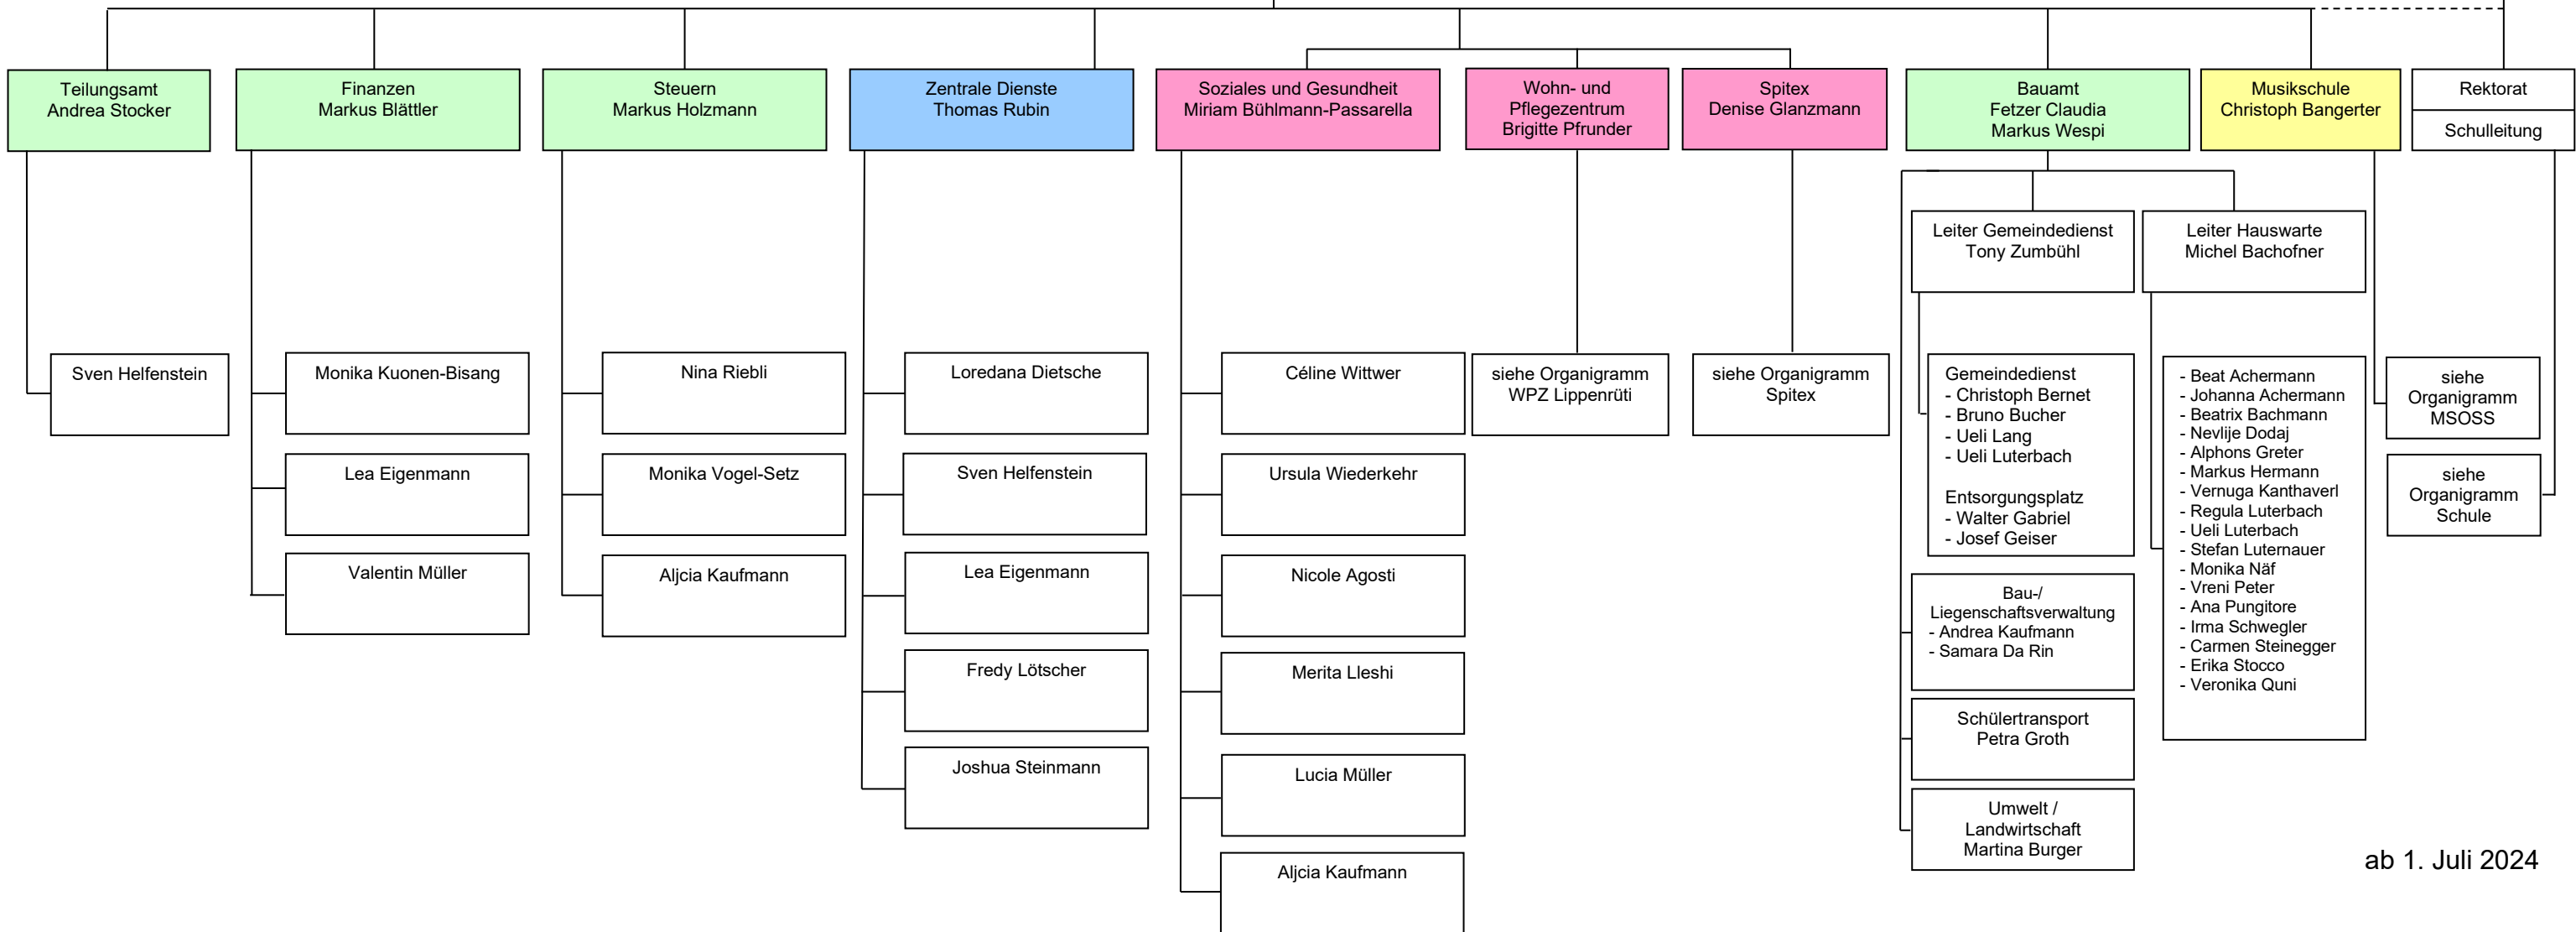 Teilungsamt
Andrea Stocker
Finanzen
Markus Blättler
Steuern
Markus Holzmann
Zentrale Dienste
Thomas Rubin
Soziales und Gesundheit
Miriam Bühlmann-Passarella
Wohn- und
Pflegezentrum
Brigitte Pfrunder
Spitex
Denise Glanzmann
Bauamt
Fetzer Claudia
Markus Wespi
Musikschule
Christoph Bangerter
Rektorat
Schulleitung
Leiter Gemeindedienst
Tony Zumbühl
Leiter Hauswarte
Michel Bachofner
Sven Helfenstein
Monika Kuonen-Bisang
Lea Eigenmann
Valentin Müller
Nina Riebli
Monika Vogel-Setz
Aljcia Kaufmann
Loredana Dietsche
Sven Helfenstein
Lea Eigenmann
Fredy Lötscher
Joshua Steinmann
Céline Wittwer
Ursula Wiederkehr
Nicole Agosti
Merita Lleshi
Lucia Müller
Aljcia Kaufmann
siehe Organigramm
WPZ Lippenrüti
siehe Organigramm
Spitex
Gemeindedienst
- Christoph Bernet
- Bruno Bucher
- Ueli Lang
- Ueli Luterbach
Entsorgungsplatz
- Walter Gabriel
- Josef Geiser
Bau-/
Liegenschaftsverwaltung
- Andrea Kaufmann
- Samara Da Rin
Schülertransport
Petra Groth
Umwelt /
Landwirtschaft
Martina Burger
- Beat Achermann
- Johanna Achermann
- Beatrix Bachmann
- Nevlije Dodaj
- Alphons Greter
- Markus Hermann
- Vernuga Kanthaverl
- Regula Luterbach
- Ueli Luterbach
- Stefan Luternauer
- Monika Näf
- Vreni Peter
- Ana Pungitore
- Irma Schwegler
- Carmen Steinegger
- Erika Stocco
- Veronika Quni
siehe
Organigramm
MSOSS
siehe
Organigramm
Schule
ab 1. Juli 2024